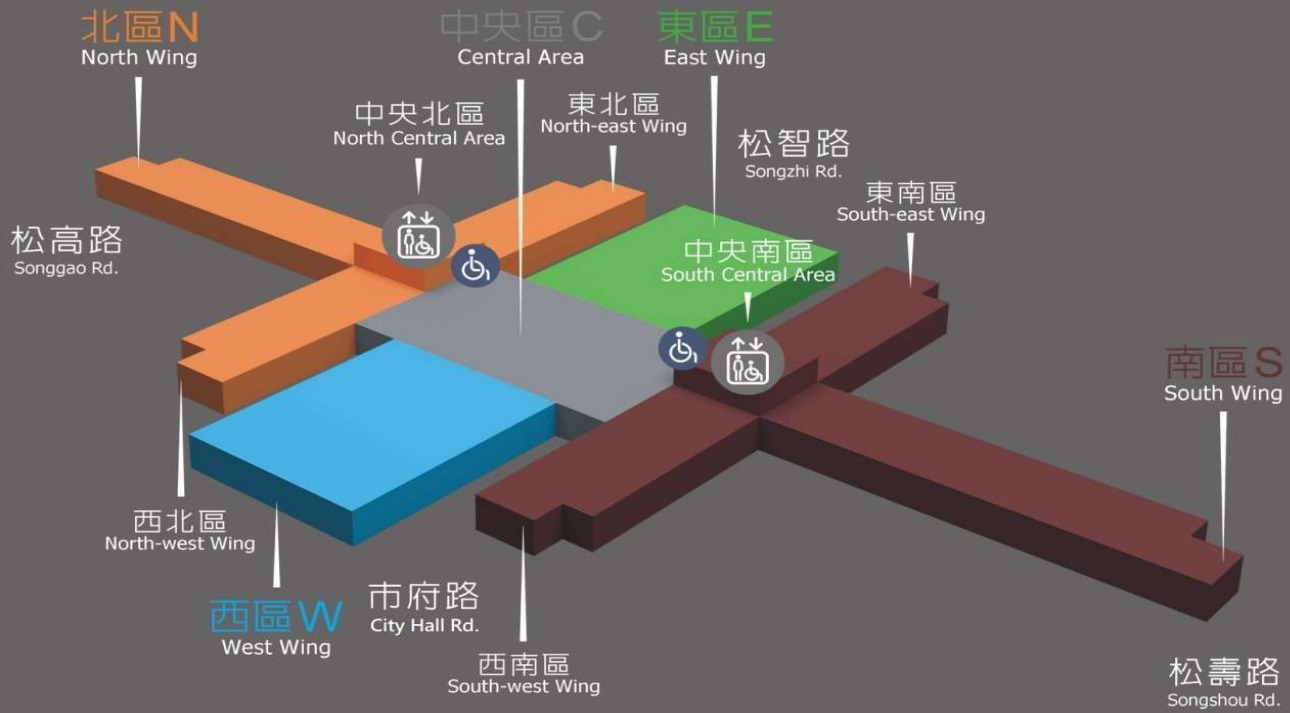 北區N
North Wing
中央區C
Central Area
東區E
East Wing
中央北區
North Central Area
東北區
North-east Wing
松智路
Songzhi Rd.
東南區
South-east Wing
松高路
Songgao Rd.
中央南區
South Central Area
南區S
South Wing
西北區
North-west Wing
西區W
West Wing
市府路
City Hall Rd.
西南區
South-west Wing
松壽路
Songshou Rd.